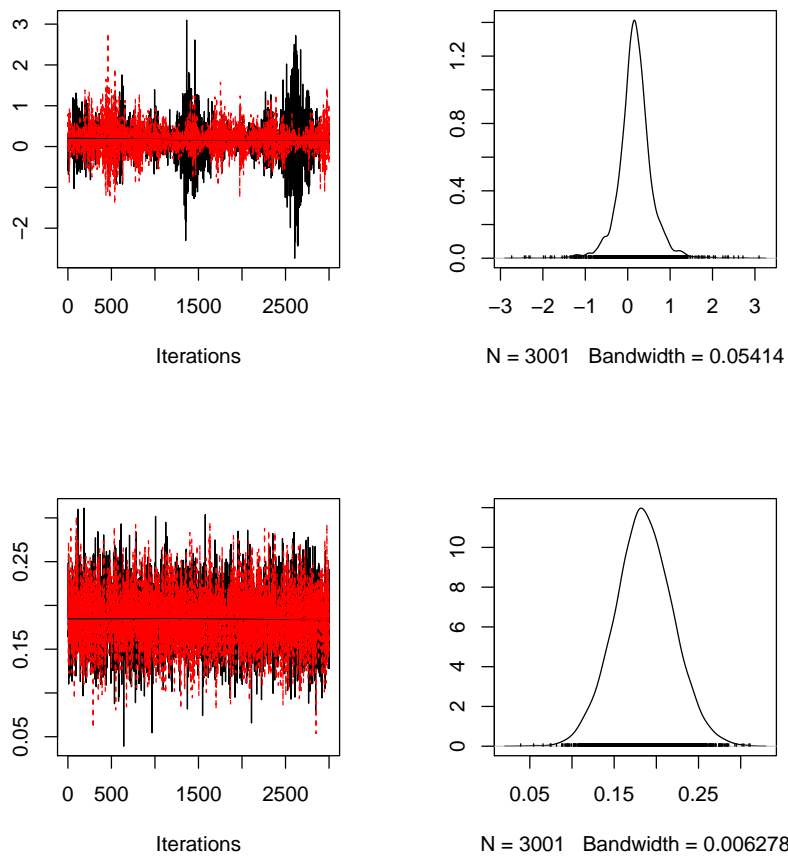 3
2
1
0
−2
0 500 1500 2500
Iterations
1.2
0.8
0.4
0.0
−3 −2 −1 0 1 2 3
N = 3001 Bandwidth = 0.05414
0.25
0.15
0.05
0 500 1500 2500
Iterations
10
8
6
4
2
0
0.05 0.15 0.25
N = 3001 Bandwidth = 0.006278